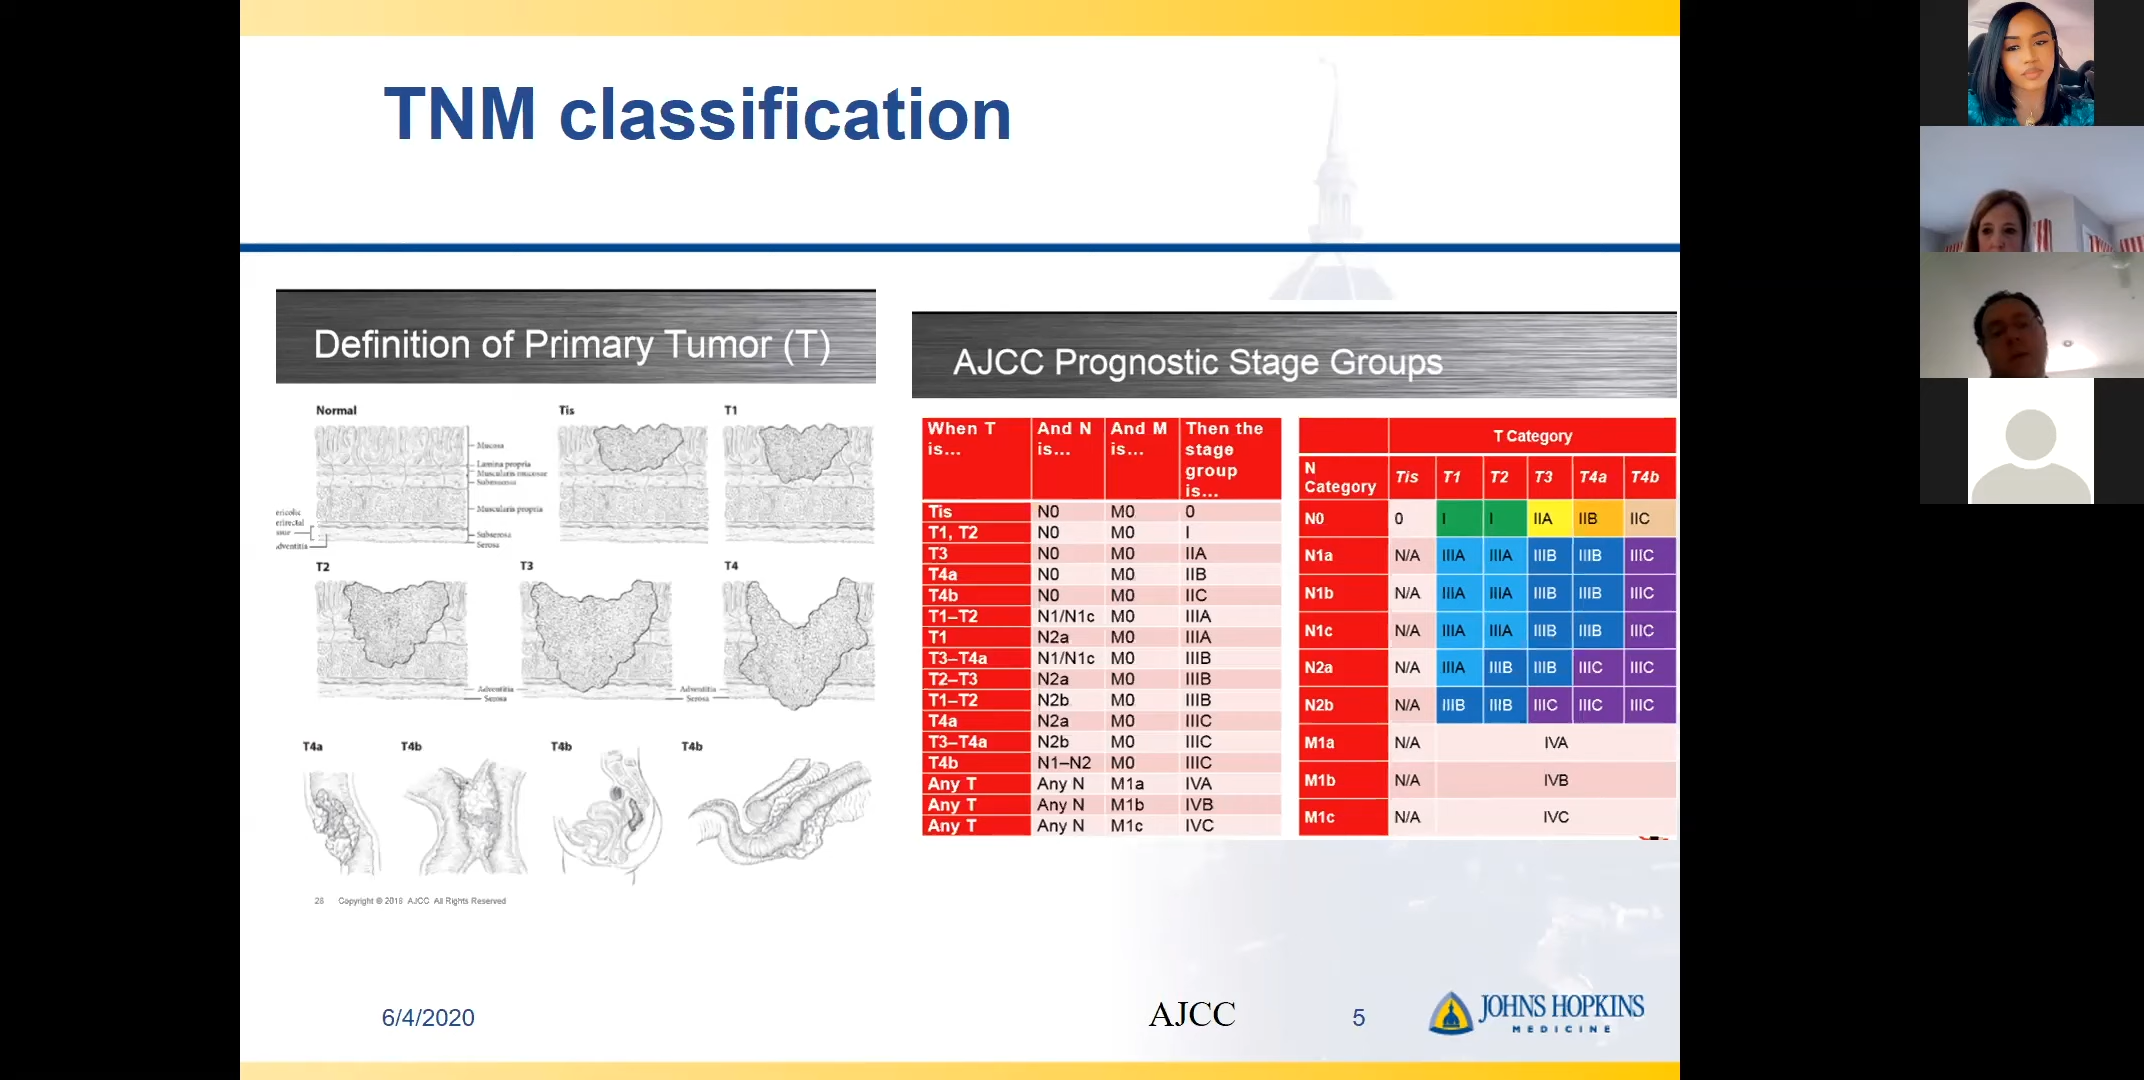 TNM classification
Definition of Primary Tumor (T)
Normal
Tis
T1
Mucosa
Lamina propria
Muscularis mucosae
Submucosa
Muscularis propria
Subserosa
Serosa
T2
T3
T4
Adventitia
Serosa
Adventitia
Serosa
T4a
T4b
T4b
T4b
28 Copyright © 2018 AJCC All Rights Reserved
AJCC Prognostic Stage Groups
When T is... And N is... And M is... Then the stage group is...
Tis N0 M0 0
T1, T2 N0 M0 I
T3 N0 M0 IIA
T4a N0 M0 IIB
T4b N0 M0 IIC
T1–T2 N1/N1c M0 IIIA
T1 N2a M0 IIIA
T3–T4a N1/N1c M0 IIIB
T2–T3 N2a M0 IIIB
T1–T2 N2b M0 IIIB
T4a N2a M0 IIIC
T3–T4a N2b M0 IIIC
T4b N1–N2 M0 IIIC
Any T Any N M1a IVA
Any T Any N M1b IVB
Any T Any N M1c IVC
T Category
N Category Tis T1 T2 T3 T4a T4b
N0 0 I I IIA IIB IIC
N1a N/A IIIA IIIA IIIB IIIB IIIC
N1b N/A IIIA IIIA IIIB IIIB IIIC
N1c N/A IIIA IIIA IIIB IIIB IIIC
N2a N/A IIIA IIIB IIIB IIIC IIIC
N2b N/A IIIB IIIB IIIC IIIC IIIC
M1a N/A IVA
M1b N/A IVB
M1c N/A IVC
6/4/2020
AJCC
5
JOHNS HOPKINS
MEDICINE